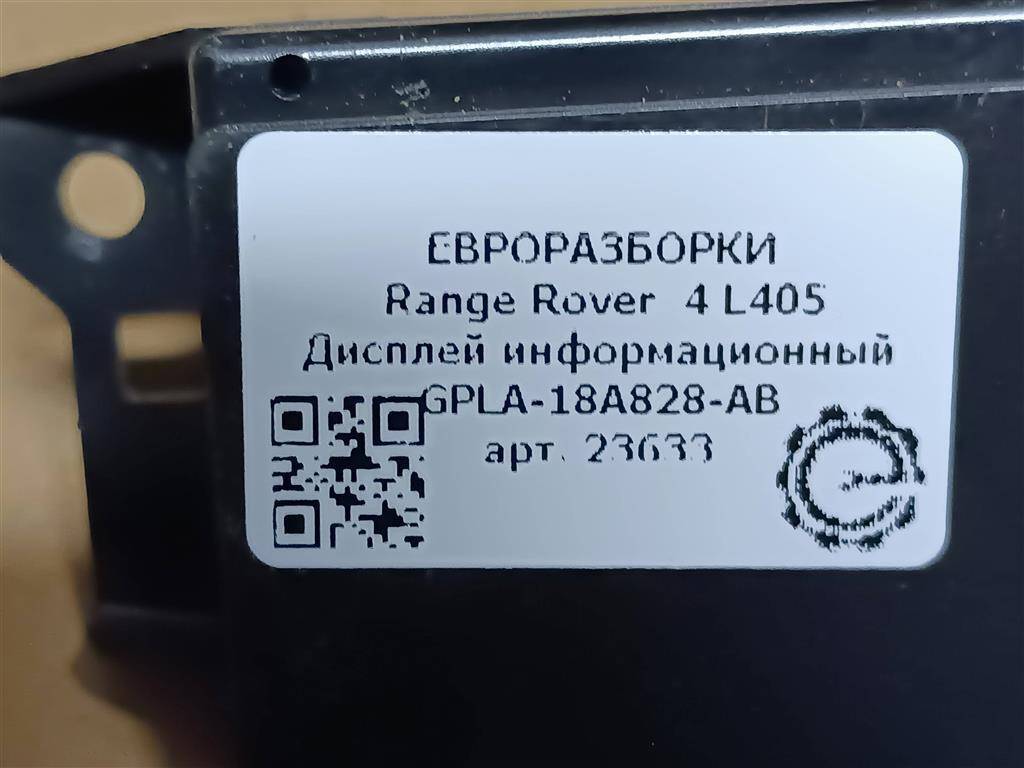 ЕВРОРАЗБОРКИ
Range Rover 4 L405
Дисплей информационный
GPLA-18A828-AB
арт. 23633